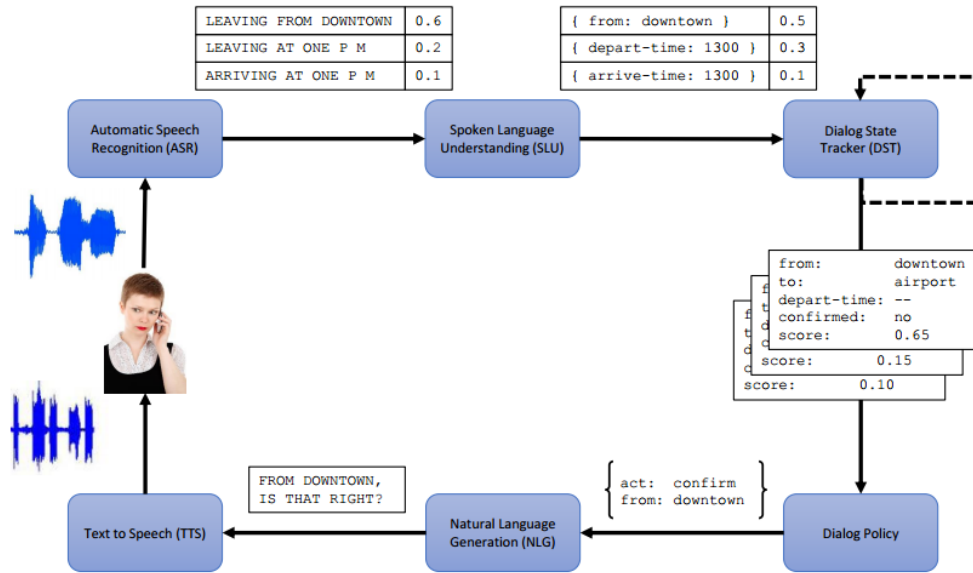 LEAVING FROM DOWNTOWN 0.6
LEAVING AT ONE P M 0.2
ARRIVING AT ONE P M 0.1
{ from: downtown } 0.5
{ depart-time: 1300 } 0.3
{ arrive-time: 1300 } 0.1
Automatic Speech
Recognition (ASR)
Spoken Language
Understanding (SLU)
Dialog State
Tracker (DST)
from: downtown
to: airport
depart-time: --
confirmed: no
score: 0.65
score: 0.15
score: 0.10
act: confirm
from: downtown
FROM DOWNTOWN,
IS THAT RIGHT?
Text to Speech (TTS)
Natural Language
Generation (NLG)
Dialog Policy